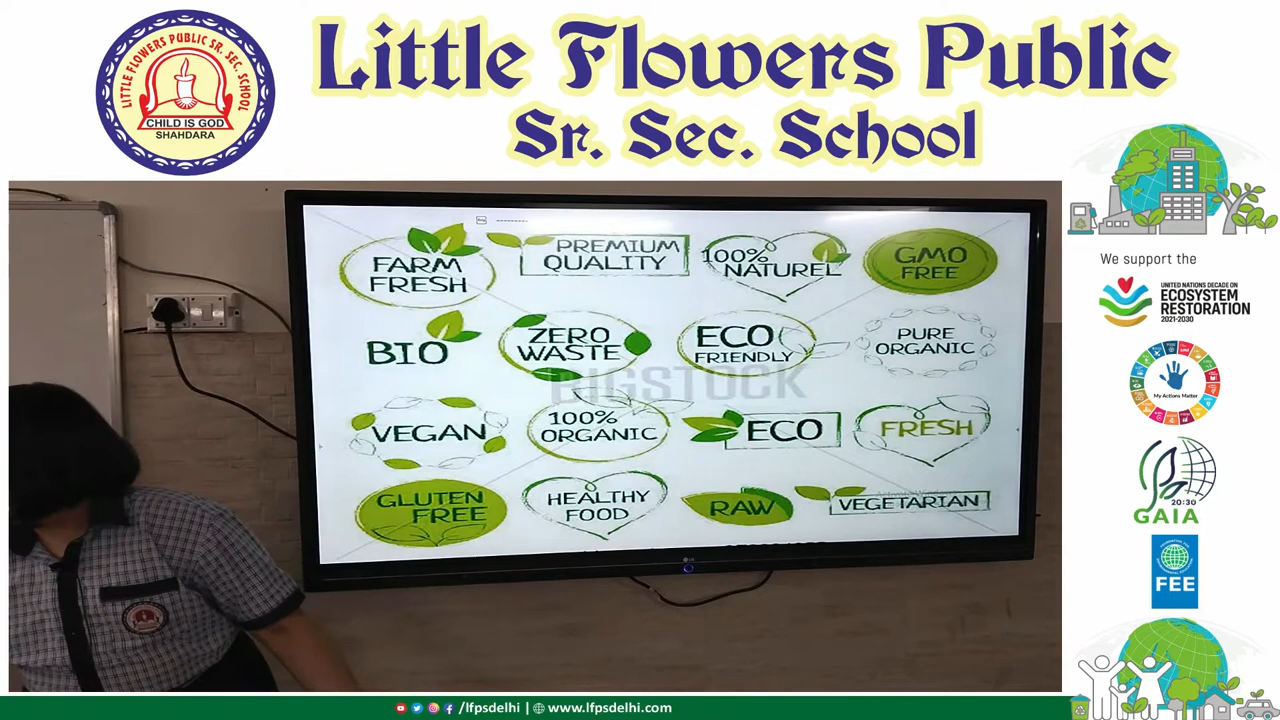 Little Flowers Public
Sr. Sec. School
LITTLE FLOWERS PUBLIC SR. SEC. SCHOOL
CHILD IS GOD
SHAHDARA
We support the
UNITED NATIONS DECADE ON
ECOSYSTEM
RESTORATION
2021-2030
My Actions Matter
20:30
GAIA
FEE
FARM
FRESH
PREMIUM
QUALITY
100%
NATUREL
GMO
FREE
BIO
ZERO
WASTE
ECO
FRIENDLY
PURE
ORGANIC
BIGSTOCK
VEGAN
100%
ORGANIC
ECO
FRESH
GLUTEN
FREE
HEALTHY
FOOD
RAW
VEGETARIAN
LG
/lfpsdelhi | www.lfpsdelhi.com